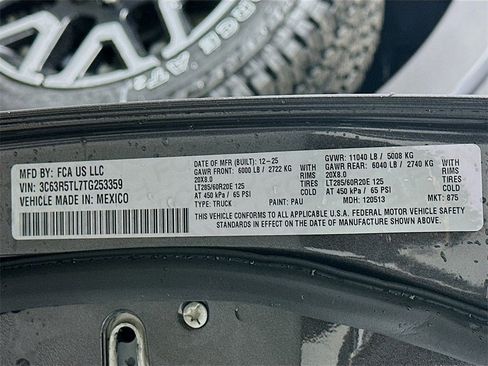 FORCE AT
MFD BY: FCA US LLC
VIN: 3C63R5TL7TG253359
VEHICLE MADE IN: MEXICO
DATE OF MFR (BUILT): 12-25
GAWR FRONT: 6000 LB / 2722 KG
20X8.0
LT285/60R20E 125 TIRES
AT 450 kPa / 65 PSI COLD
TYPE: TRUCK PAINT: PAU
GVWR: 11040 LB / 5008 KG
GAWR REAR: 6040 LB / 2740 KG
20X8.0
LT285/60R20E 125 TIRES
AT 450 kPa / 65 PSI COLD
MDH: 120513 MKT: 875
THIS VEHICLE CONFORMS TO ALL APPLICABLE U.S.A. FEDERAL MOTOR VEHICLE SAFETY
STANDARDS IN EFFECT ON THE DATE OF MANUFACTURE SHOWN ABOVE.